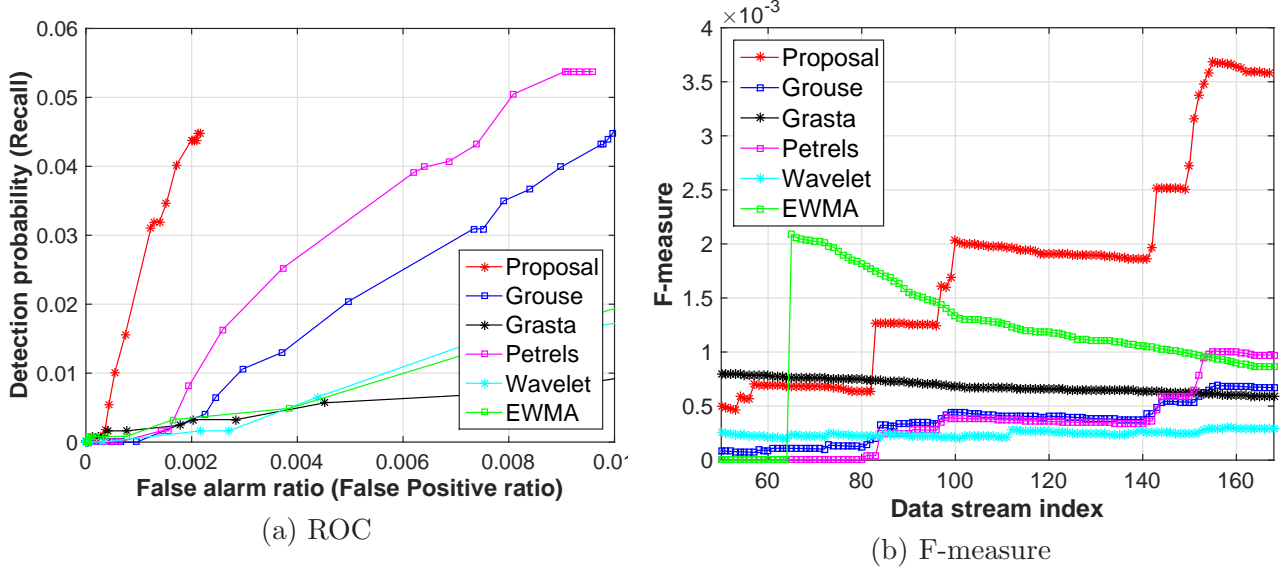 0.06
0.05
0.04
0.03
0.02
0.01
0
Detection probability (Recall)
Proposal
Grouse
Grasta
Petrels
Wavelet
EWMA
0 0.002 0.004 0.006 0.008 0.01
False alarm ratio (False Positive ratio)
(a) ROC
×10⁻³
4
3.5
3
2.5
2
1.5
1
0.5
0
F-measure
Proposal
Grouse
Grasta
Petrels
Wavelet
EWMA
60 80 100 120 140 160
Data stream index
(b) F-measure